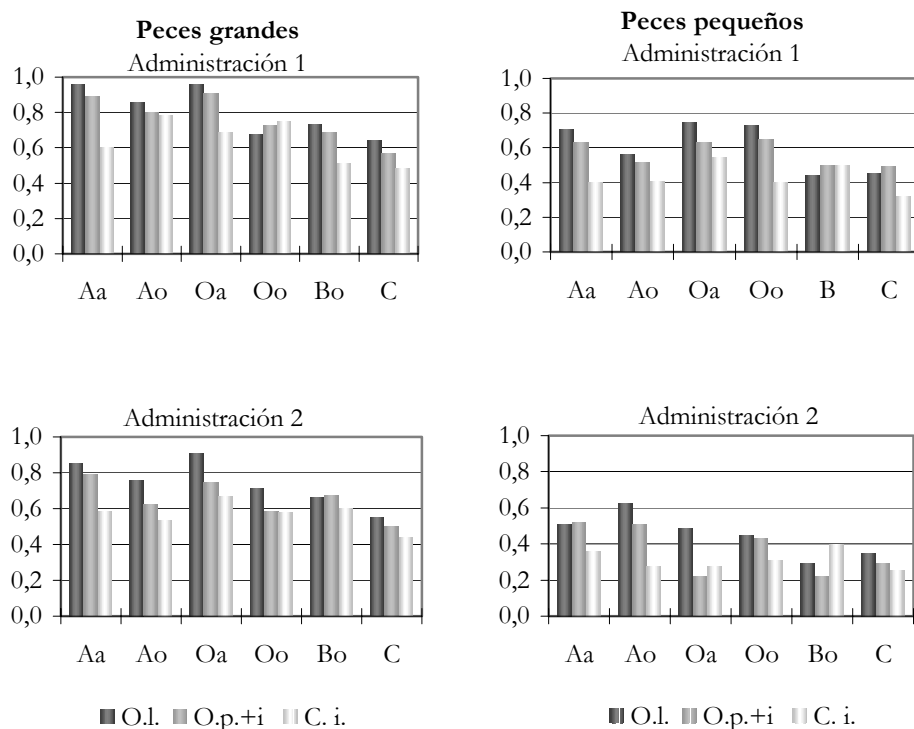 Peces grandes
Administración 1
1,0
0,8
0,6
0,4
0,2
0,0
Aa Ao Oa Oo Bo C
Peces pequeños
Administración 1
1,0
0,8
0,6
0,4
0,2
0,0
Aa Ao Oa Oo B C
Administración 2
1,0
0,8
0,6
0,4
0,2
0,0
Aa Ao Oa Oo Bo C
O.l. O.p.+i C. i.
Administración 2
1,0
0,8
0,6
0,4
0,2
0,0
Aa Ao Oa Oo Bo C
O.l. O.p.+i C. i.